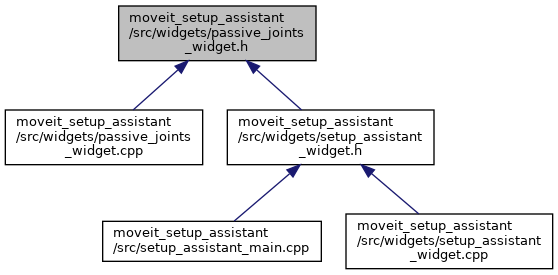 moveit_setup_assistant
/src/widgets/passive_joints
_widget.h
moveit_setup_assistant
/src/widgets/passive_joints
_widget.cpp
moveit_setup_assistant
/src/widgets/setup_assistant
_widget.h
moveit_setup_assistant
/src/setup_assistant_main.cpp
moveit_setup_assistant
/src/widgets/setup_assistant
_widget.cpp